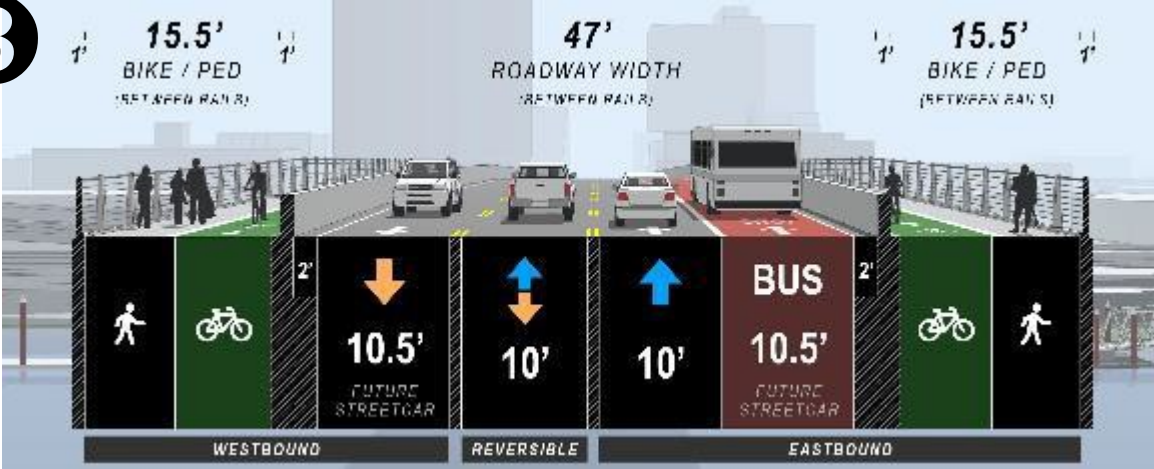 B
1' 15.5' 1' 47' 1' 15.5' 1'
BIKE / PED ROADWAY WIDTH BIKE / PED
(BETWEEN RAILS) (BETWEEN RAILS) (BETWEEN RAILS)
2' BUS 2'
10.5' 10' 10' 10.5'
FUTURE FUTURE
STREETCAR STREETCAR
WESTBOUND REVERSIBLE EASTBOUND